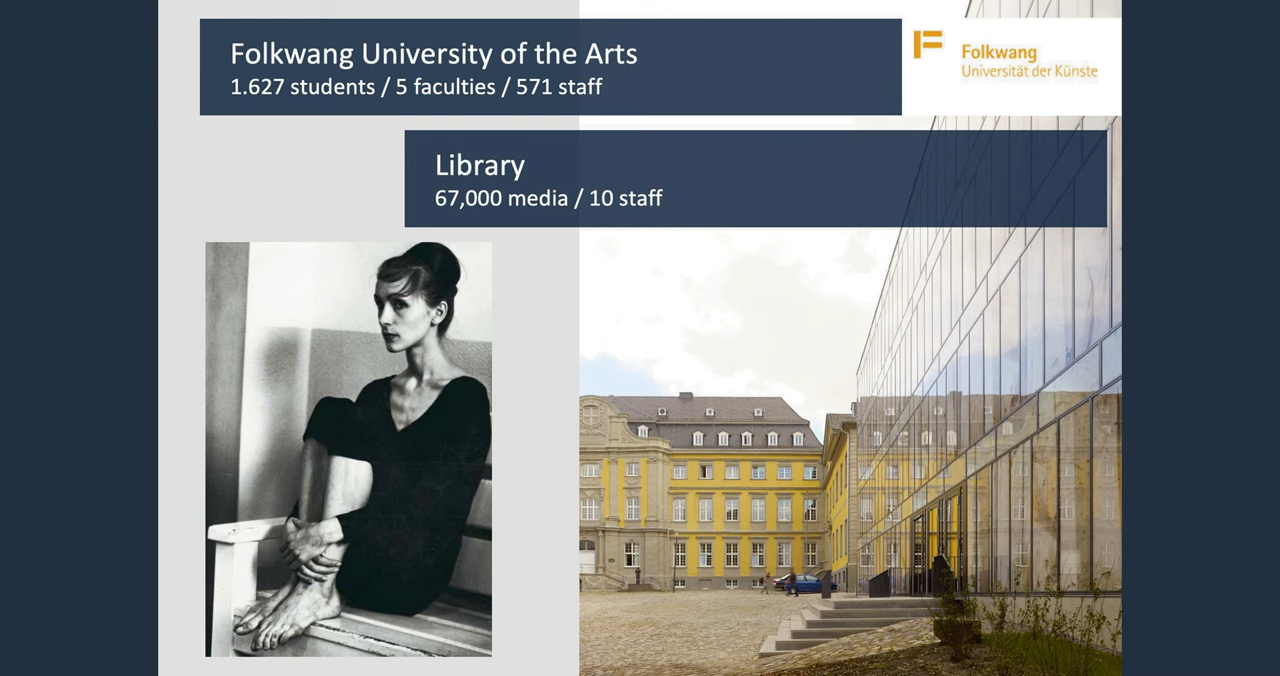 Folkwang University of the Arts
1.627 students / 5 faculties / 571 staff
Folkwang
Universität der Künste
Library
67,000 media / 10 staff